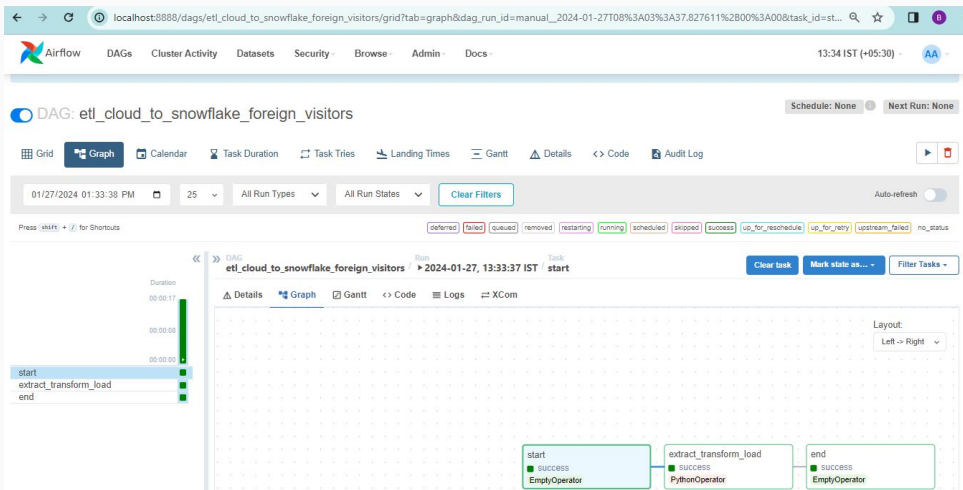 localhost:8888/dags/etl_cloud_to_snowflake_foreign_visitors/grid?tab=graph&dag_run_id=manual__2024-01-27T08%3A03%3A37.827611%2B00%3A00&task_id=st...
B
Airflow DAGs Cluster Activity Datasets Security Browse Admin Docs 13:34 IST (+05:30) AA
DAG: etl_cloud_to_snowflake_foreign_visitors Schedule: None Next Run: None
Grid Graph Calendar Task Duration Task Tries Landing Times Gantt Details <> Code Audit Log
01/27/2024 01:33:38 PM 25 All Run Types All Run States Clear Filters Auto-refresh
Press shift + / for Shortcuts deferred failed queued removed restarting running scheduled skipped success up_for_reschedule up_for_retry upstream_failed no_status
DAG Run Task
etl_cloud_to_snowflake_foreign_visitors / 2024-01-27, 13:33:37 IST / start Clear task Mark state as... Filter Tasks
Duration
Details Graph Gantt <> Code Logs XCom
00:00:17
Layout:
00:00:08
Left -> Right
00:00:00
start
extract_transform_load
end
start extract_transform_load end
success success success
EmptyOperator PythonOperator EmptyOperator